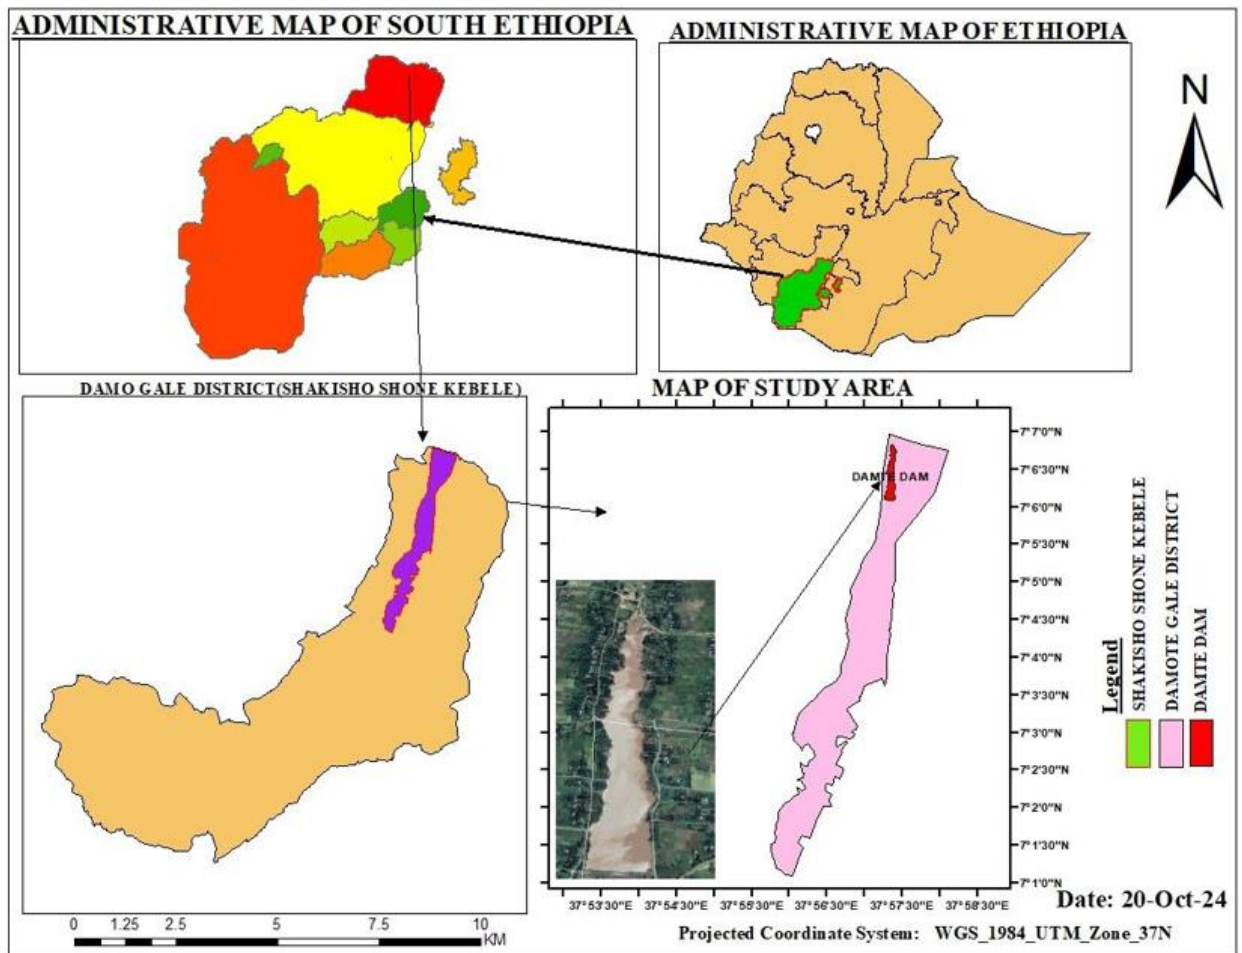 ADMINISTRATIVE MAP OF SOUTH ETHIOPIA
ADMINISTRATIVE MAP OF ETHIOPIA
N
DAMO GALE DISTRICT(SHAKISHO SHONE KEBELE)
MAP OF STUDY AREA
DAMTE DAM
7°7'0"N
7°6'30"N
7°6'0"N
7°5'30"N
7°5'0"N
7°4'30"N
7°4'0"N
7°3'30"N
7°3'0"N
7°2'30"N
7°2'0"N
7°1'30"N
7°1'0"N
37°53'30"E 37°54'30"E 37°55'30"E 37°56'30"E 37°57'30"E 37°58'30"E
Legend
SHAKISHO SHONE KEBELE
DAMOTE GALE DISTRICT
DAMTE DAM
Date: 20-Oct-24
0 1.25 2.5 5 7.5 10
KM
Projected Coordinate System: WGS_1984_UTM_Zone_37N